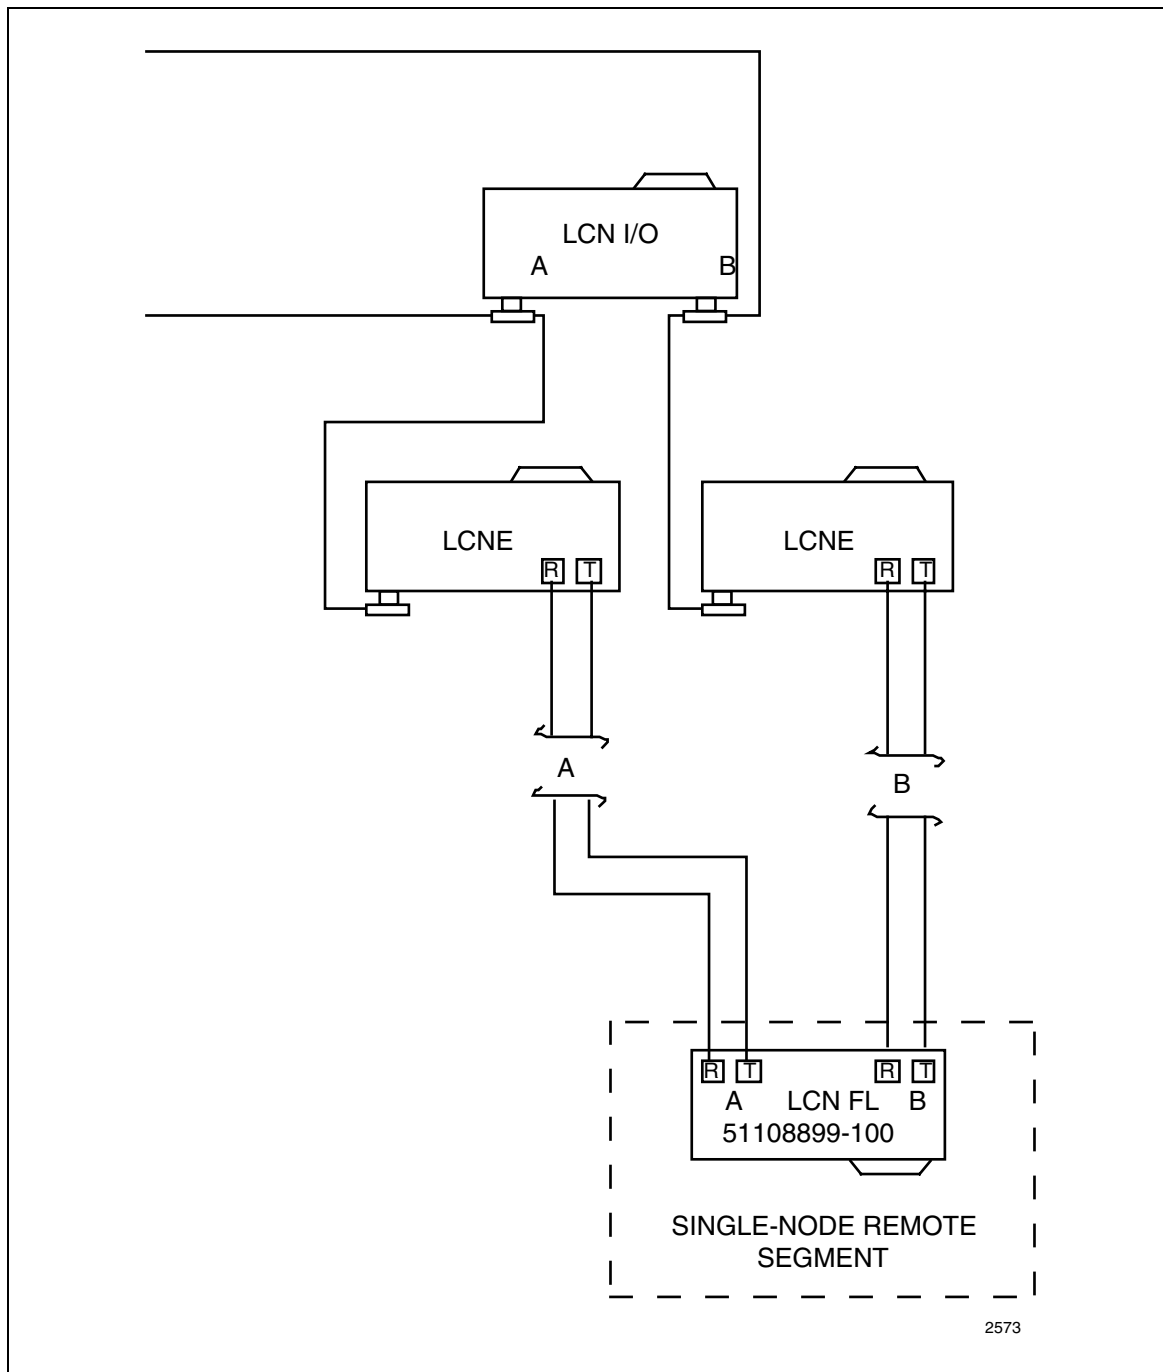 LCN I/O
A B
LCNE
R T
LCNE
R T
A
B
R T R T
A LCN FL B
51108899-100
SINGLE-NODE REMOTE
SEGMENT
2573